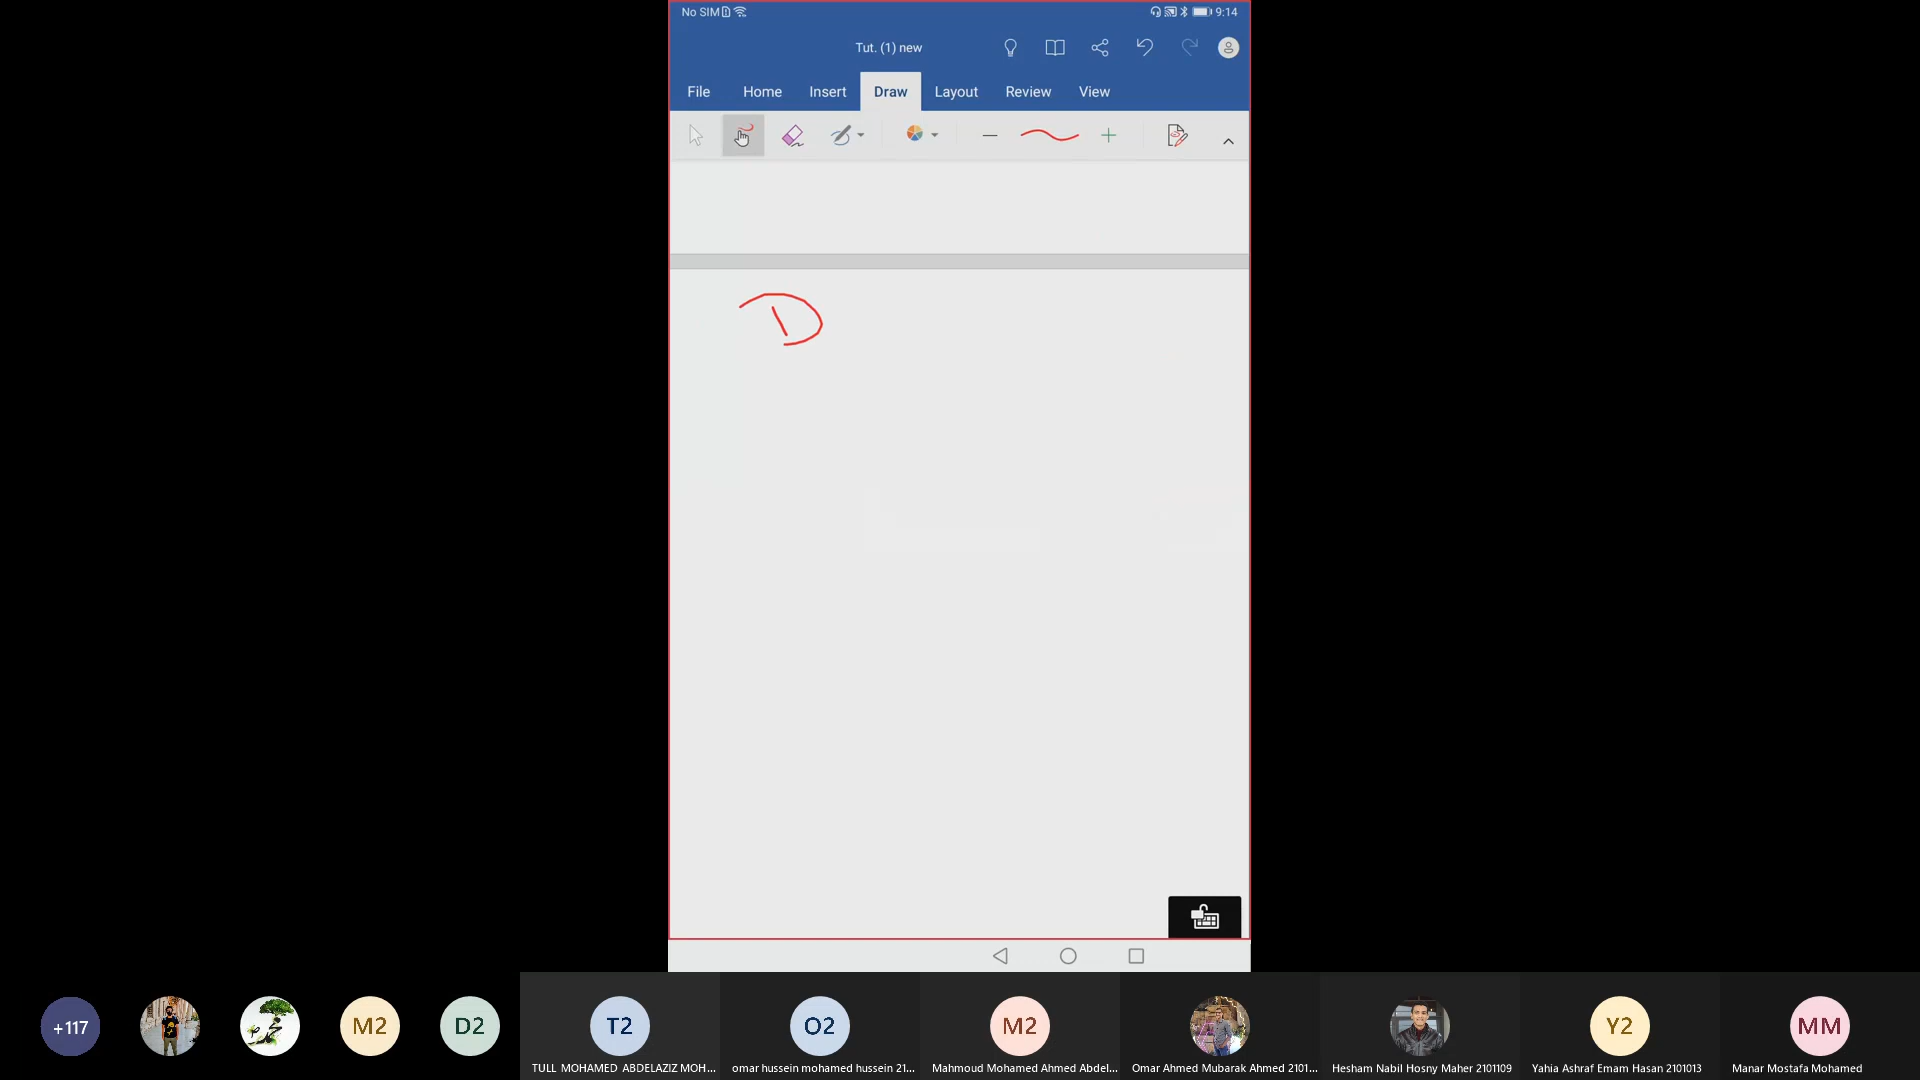 No SIM 9:14
Tut. (1) new
File Home Insert Draw Layout Review View
D
+117 M2 D2 T2 O2 M2 Y2 MM
TULL MOHAMED ABDELAZIZ MOH... omar hussein mohamed hussein 21... Mahmoud Mohamed Ahmed Abdel... Omar Ahmed Mubarak Ahmed 2101... Hesham Nabil Hosny Maher 2101109 Yahia Ashraf Emam Hasan 2101013 Manar Mostafa Mohamed